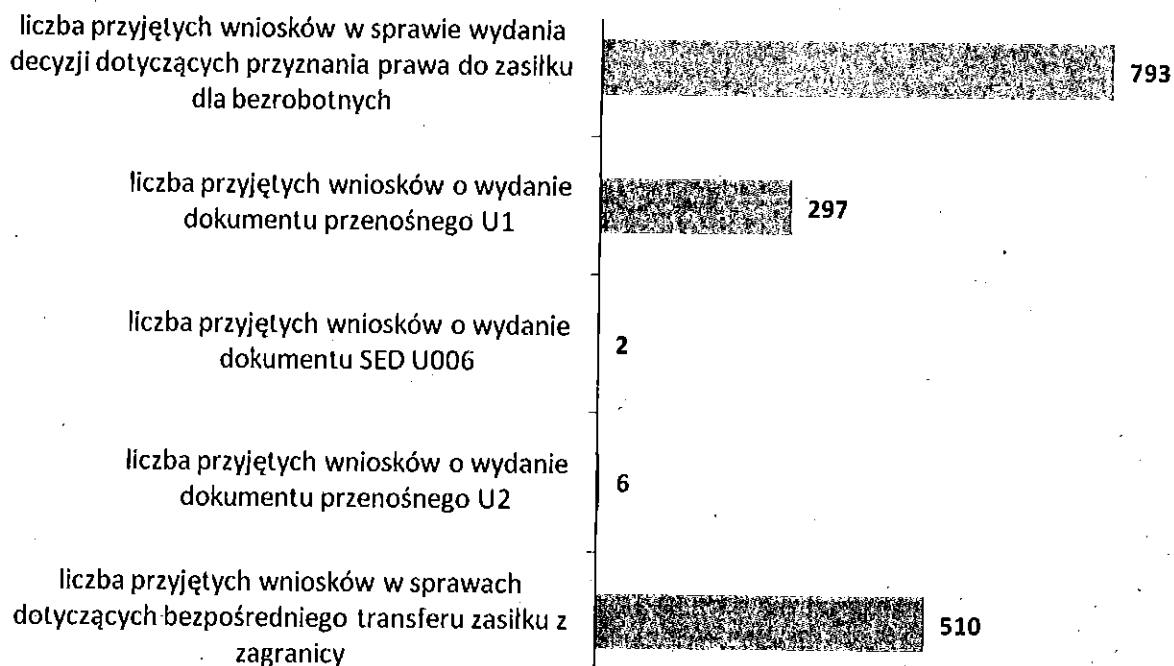 liczba przyjętych wniosków w sprawie wydania
decyzji dotyczących przyznania prawa do zasiłku
dla bezrobotnych
793
liczba przyjętych wniosków o wydanie
dokumentu przenośnego U1
297
liczba przyjętych wniosków o wydanie
dokumentu SED U006
2
liczba przyjętych wniosków o wydanie
dokumentu przenośnego U2
6
liczba przyjętych wniosków w sprawach
dotyczących bezpośredniego transferu zasiłku z
zagranicy
510